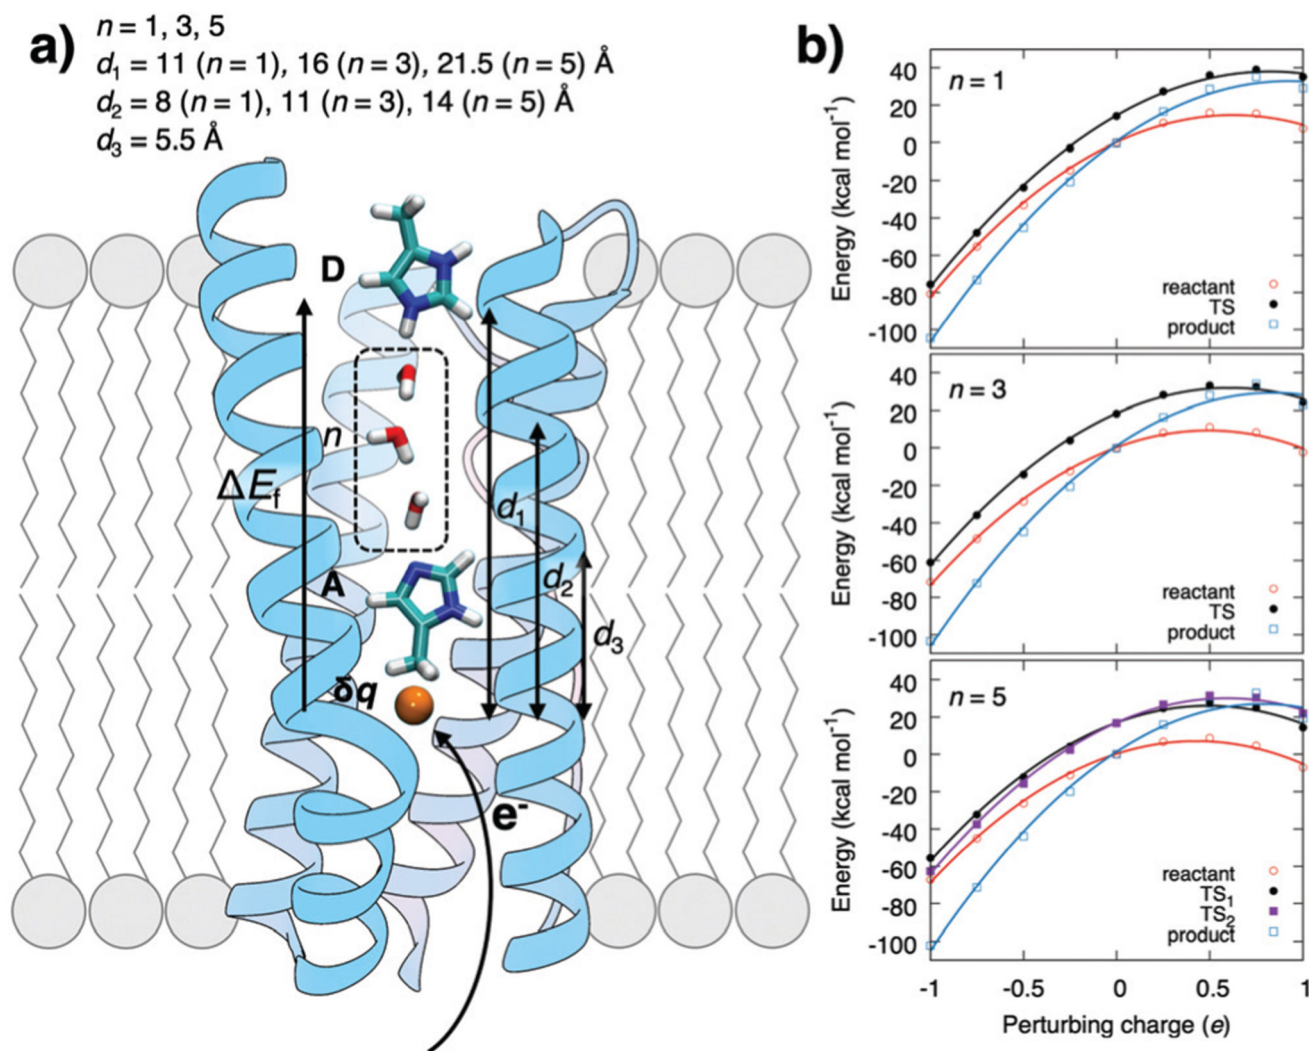 a)
n = 1, 3, 5
d₁ = 11 (n = 1), 16 (n = 3), 21.5 (n = 5) Å
d₂ = 8 (n = 1), 11 (n = 3), 14 (n = 5) Å
d₃ = 5.5 Å
D
n
ΔE_f
d₁
A
d₂
d₃
δq
e⁻
b)
n = 1
Energy (kcal mol⁻¹)
40
20
0
-20
-40
-60
-80
-100
reactant
TS
product
n = 3
Energy (kcal mol⁻¹)
40
20
0
-20
-40
-60
-80
-100
reactant
TS
product
n = 5
Energy (kcal mol⁻¹)
40
20
0
-20
-40
-60
-80
-100
reactant
TS₁
TS₂
product
-1 -0.5 0 0.5 1
Perturbing charge (e)